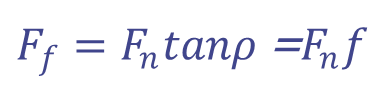 F_f = F_n tanρ = F_n f